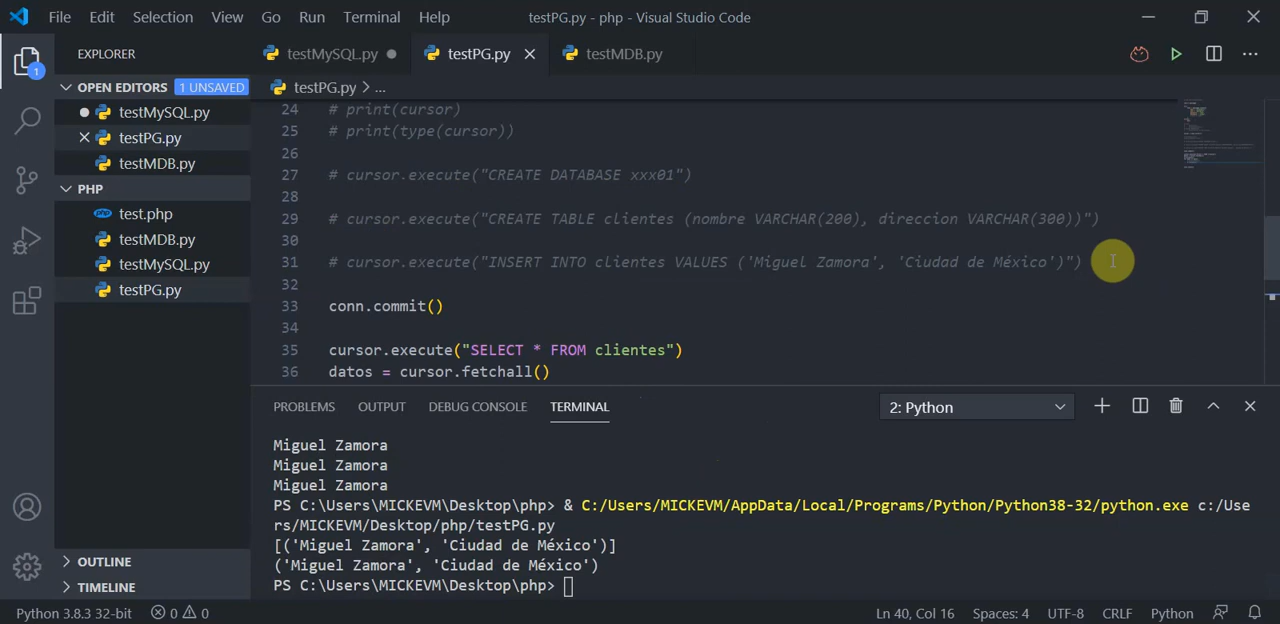 File Edit Selection View Go Run Terminal Help testPG.py - php - Visual Studio Code
EXPLORER
testMySQL.py testPG.py testMDB.py
OPEN EDITORS 1 UNSAVED
testPG.py > ...
testMySQL.py
testPG.py
testMDB.py
PHP
test.php
testMDB.py
testMySQL.py
testPG.py
OUTLINE
TIMELINE
24 # print(cursor)
25 # print(type(cursor))
26
27 # cursor.execute("CREATE DATABASE xxx01")
28
29 # cursor.execute("CREATE TABLE clientes (nombre VARCHAR(200), direccion VARCHAR(300))")
30
31 # cursor.execute("INSERT INTO clientes VALUES ('Miguel Zamora', 'Ciudad de México')")
32
33 conn.commit()
34
35 cursor.execute("SELECT * FROM clientes")
36 datos = cursor.fetchall()
PROBLEMS OUTPUT DEBUG CONSOLE TERMINAL 2: Python
Miguel Zamora
Miguel Zamora
Miguel Zamora
PS C:\Users\MICKEVM\Desktop\php> & C:/Users/MICKEVM/AppData/Local/Programs/Python/Python38-32/python.exe c:/Use
rs/MICKEVM/Desktop/php/testPG.py
[('Miguel Zamora', 'Ciudad de México')]
('Miguel Zamora', 'Ciudad de México')
PS C:\Users\MICKEVM\Desktop\php>
Python 3.8.3 32-bit 0 0 Ln 40, Col 16 Spaces: 4 UTF-8 CRLF Python
1